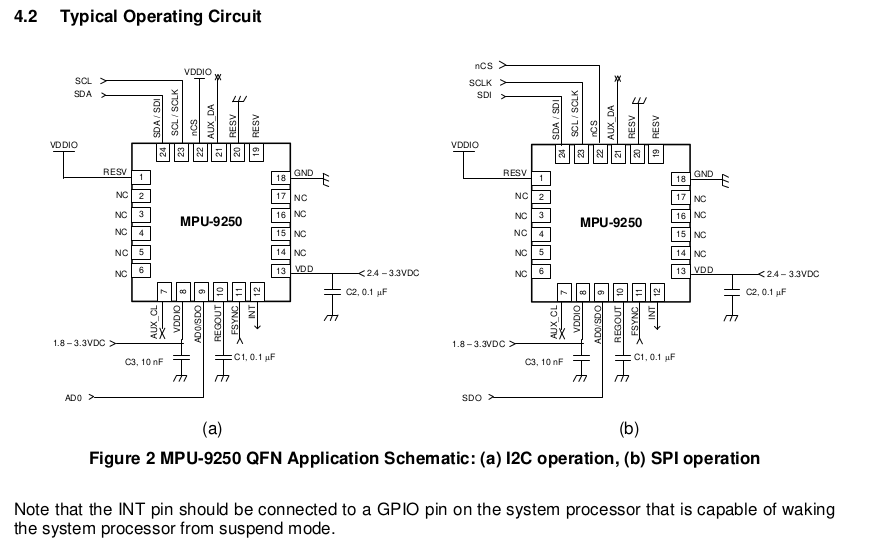 4.2 Typical Operating Circuit
SCL
SDA
VDDIO
SDA / SDI
SCL / SCLK
nCS
AUX_DA
RESV
RESV
24
23
22
21
20
19
VDDIO
RESV
1
NC
2
NC
3
NC
4
NC
5
NC
6
MPU-9250
18
GND
17
NC
16
NC
15
NC
14
NC
13
VDD
2.4 – 3.3VDC
C2, 0.1 µF
7
8
9
10
11
12
AUX_CL
VDDIO
AD0/SDO
REGOUT
FSYNC
INT
1.8 – 3.3VDC
C3, 10 nF
C1, 0.1 µF
AD0
(a)
nCS
SCLK
SDI
SDA / SDI
SCL / SCLK
nCS
AUX_DA
RESV
RESV
24
23
22
21
20
19
VDDIO
RESV
1
NC
2
NC
3
NC
4
NC
5
NC
6
MPU-9250
18
GND
17
NC
16
NC
15
NC
14
NC
13
VDD
2.4 – 3.3VDC
C2, 0.1 µF
7
8
9
10
11
12
AUX_CL
VDDIO
AD0/SDO
REGOUT
FSYNC
INT
1.8 – 3.3VDC
C3, 10 nF
C1, 0.1 µF
SDO
(b)
Figure 2 MPU-9250 QFN Application Schematic: (a) I2C operation, (b) SPI operation
Note that the INT pin should be connected to a GPIO pin on the system processor that is capable of waking
the system processor from suspend mode.